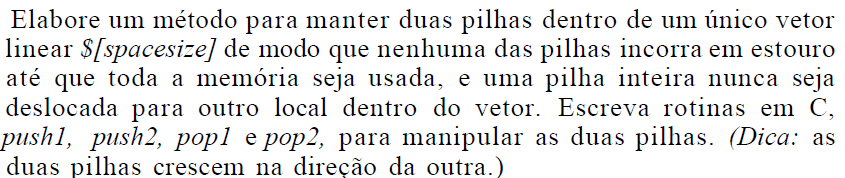 Elabore um método para manter duas pilhas dentro de um único vetor
linear $[spacesize] de modo que nenhuma das pilhas incorra em estouro
até que toda a memória seja usada, e uma pilha inteira nunca seja
deslocada para outro local dentro do vetor. Escreva rotinas em C,
push1, push2, pop1 e pop2, para manipular as duas pilhas. (Dica: as
duas pilhas crescem na direção da outra.)